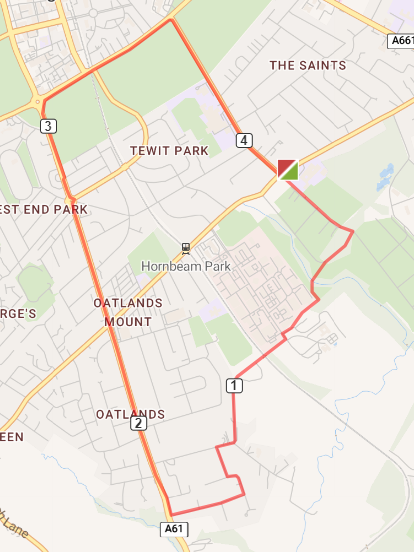 A661
THE SAINTS
3
4
TEWIT PARK
EST END PARK
Hornbeam Park
OATLANDS
MOUNT
RGE'S
1
OATLANDS
2
EEN
A61
Lane